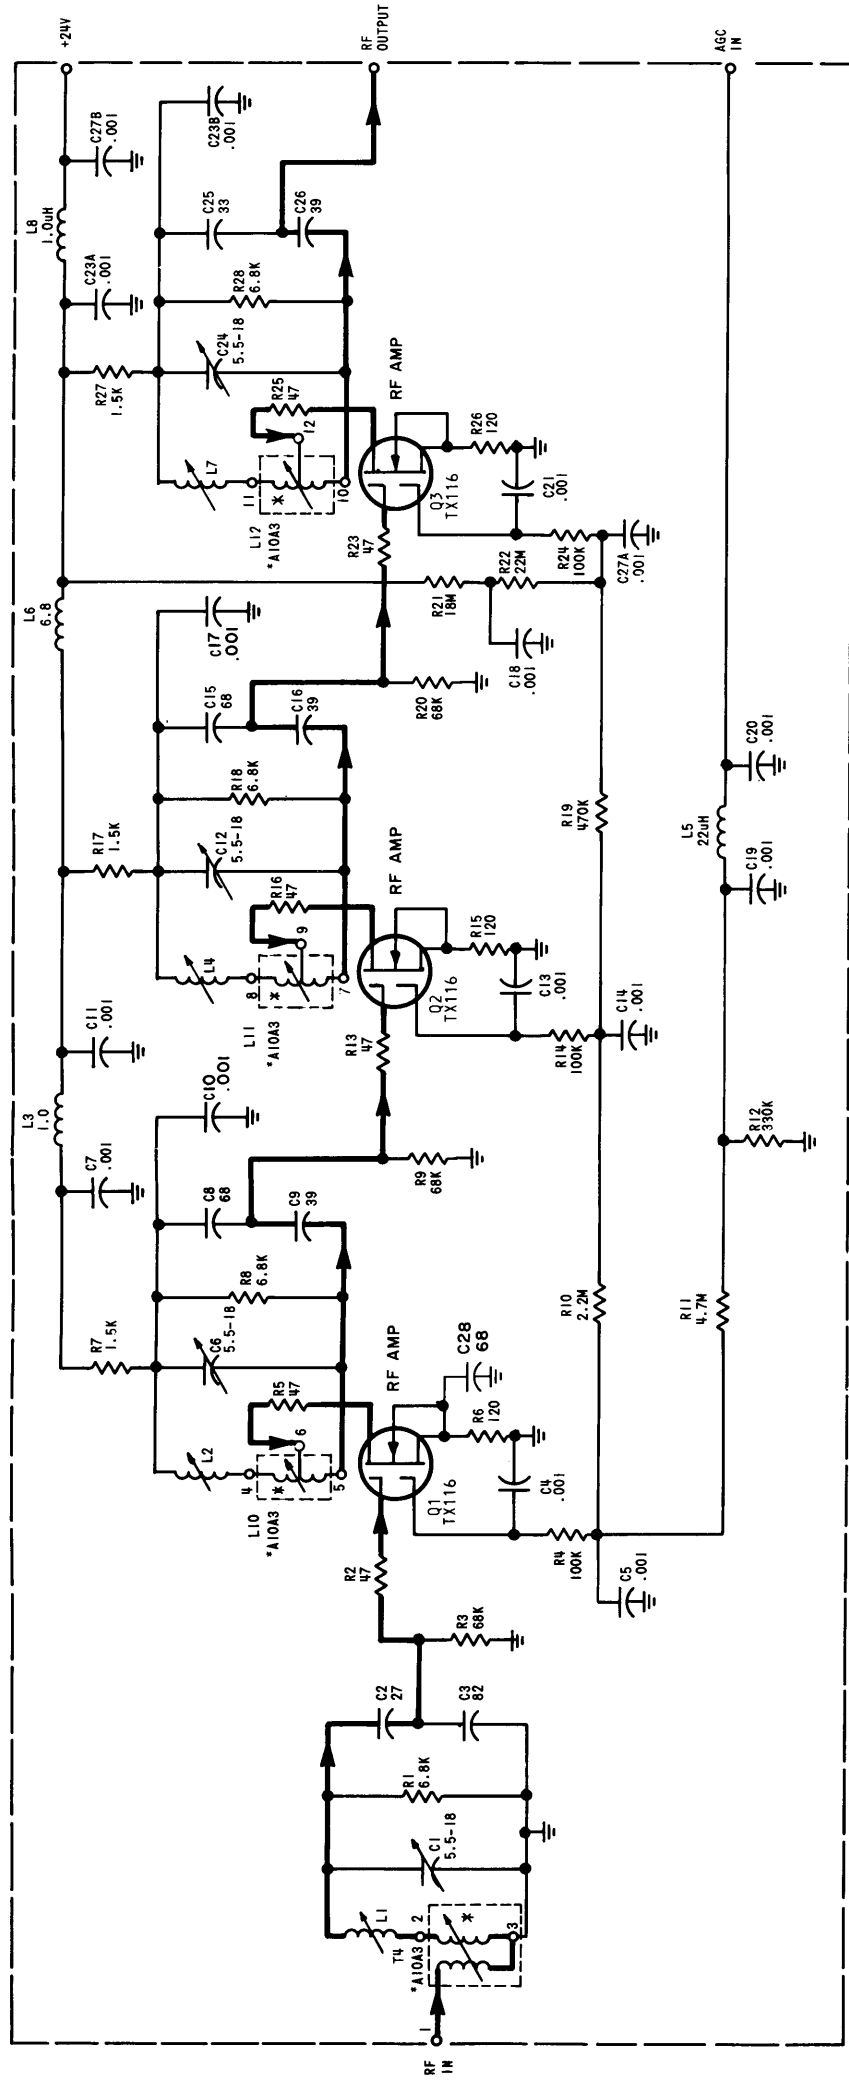 +24V
L8
1.0uH
C27B
.001
C23A
.001
C23B
.001
R27
1.5K
C25
33
C26
39
RF
OUTPUT
R28
6.8K
C24
5.5-18
R25
47
12
L7
11
*
10
L12
*A10A3
RF AMP
Q3
TX116
R26
120
C21
.001
R24
100K
C27A
.001
R23
47
R21
18M
R22
22M
C18
.001
AGC
IN
L6
6.8
C17
.001
R17
1.5K
C15
68
C16
39
R20
68K
R18
6.8K
C12
5.5-18
R16
47
9
L4
8
*
7
L11
*A10A3
RF AMP
Q2
TX116
R15
120
C13
.001
R14
100K
C14
.001
R13
47
R19
470K
L5
22uH
C20
.001
C19
.001
L3
1.0
C11
.001
C7
.001
C10
.001
R7
1.5K
C8
68
C9
39
R9
68K
R8
6.8K
C6
5.5-18
R5
47
6
L2
4
*
5
L10
*A10A3
RF AMP
C28
68
Q1
TX116
R6
120
C4
.001
R4
100K
C5
.001
R10
2.2M
R11
4.7M
R12
330K
R2
47
R3
68K
C2
27
C3
82
R1
6.8K
C1
5.5-18
L1
2
*
3
T4
*A10A3
1
RF
IN